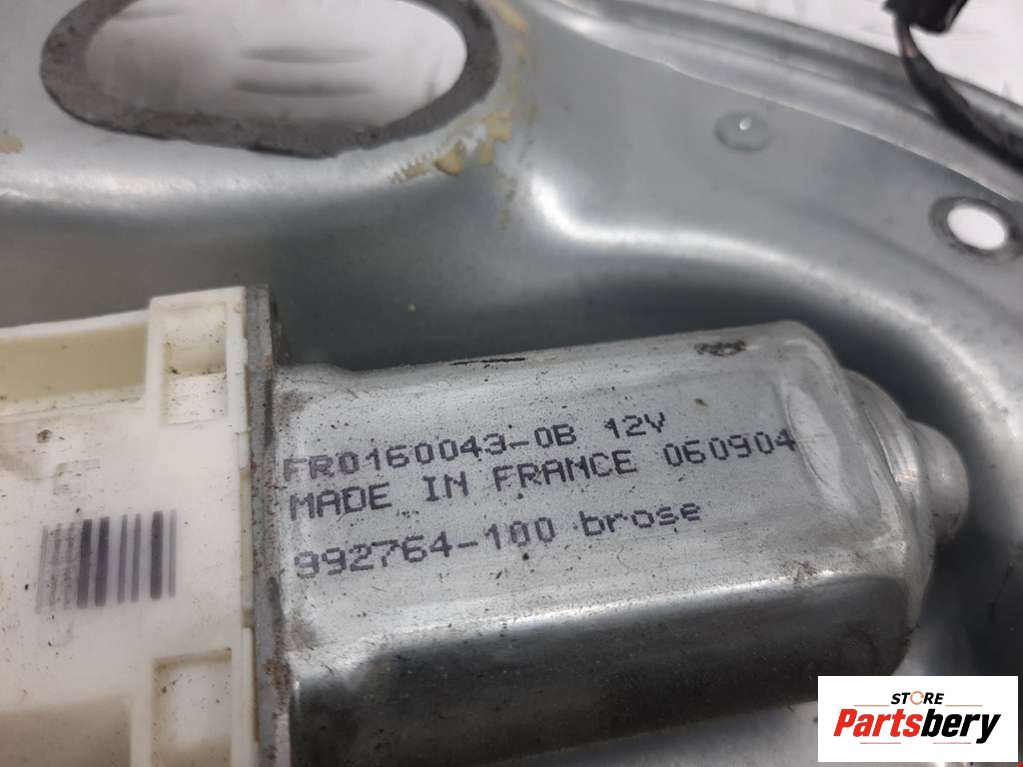 FR0160043-0B 12V
MADE IN FRANCE 060904
992764-100 brose
STORE
Partsbery